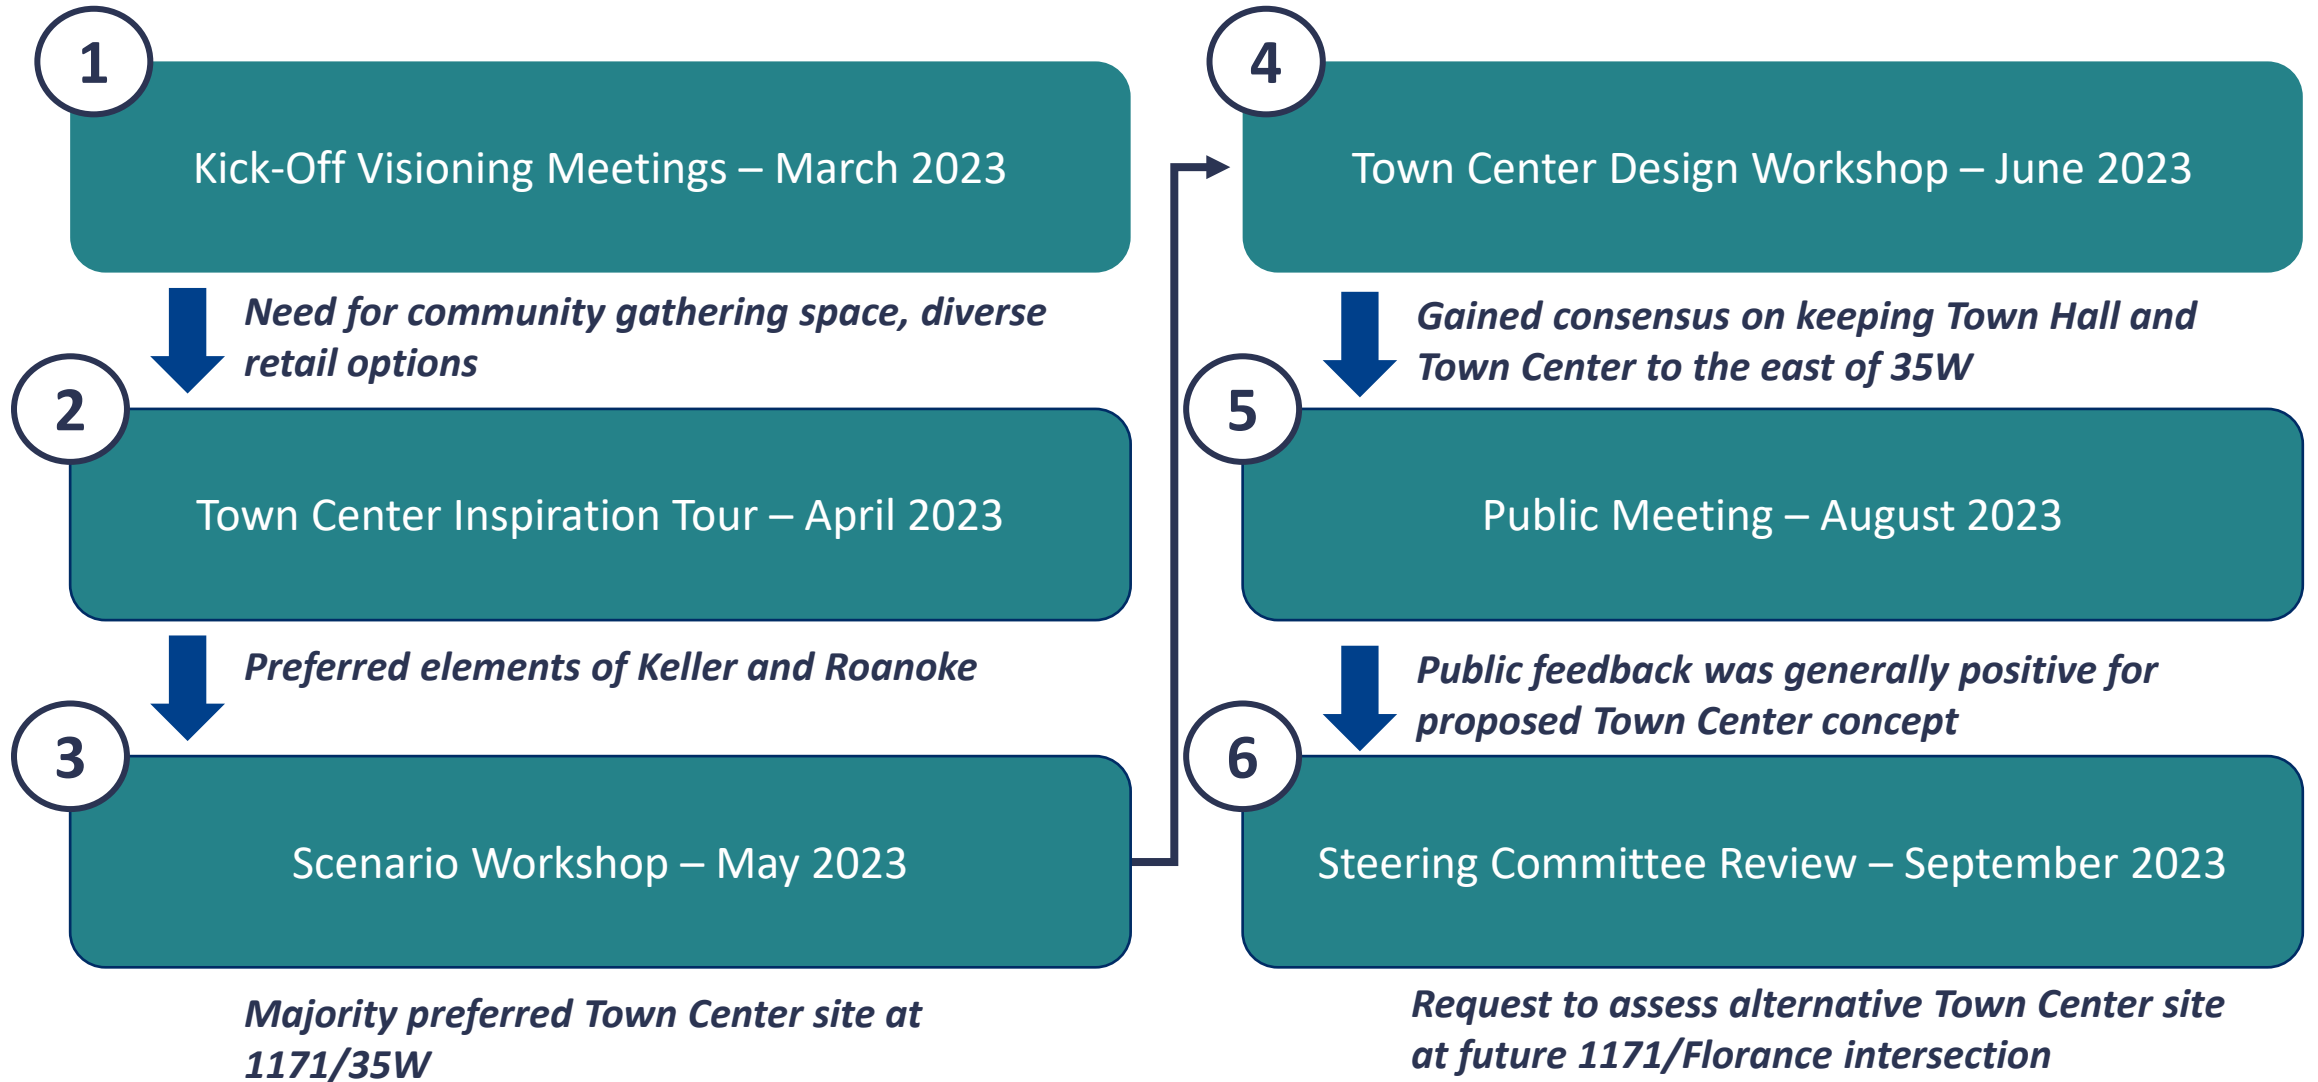 1
Kick-Off Visioning Meetings – March 2023
Need for community gathering space, diverse
retail options
2
Town Center Inspiration Tour – April 2023
Preferred elements of Keller and Roanoke
3
Scenario Workshop – May 2023
Majority preferred Town Center site at
1171/35W
4
Town Center Design Workshop – June 2023
Gained consensus on keeping Town Hall and
Town Center to the east of 35W
5
Public Meeting – August 2023
Public feedback was generally positive for
proposed Town Center concept
6
Steering Committee Review – September 2023
Request to assess alternative Town Center site
at future 1171/Florance intersection